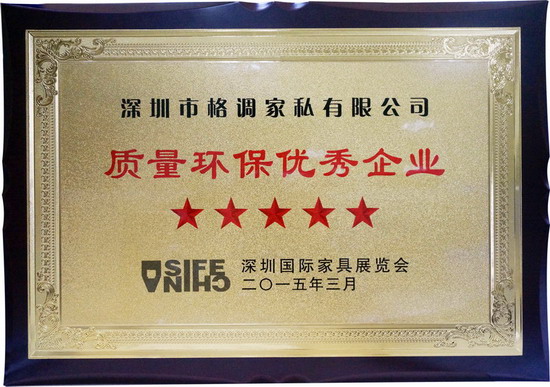 深圳市格调家私有限公司
质量环保优秀企业
SIFE
CHINA
深圳国际家具展览会
二〇一五年三月